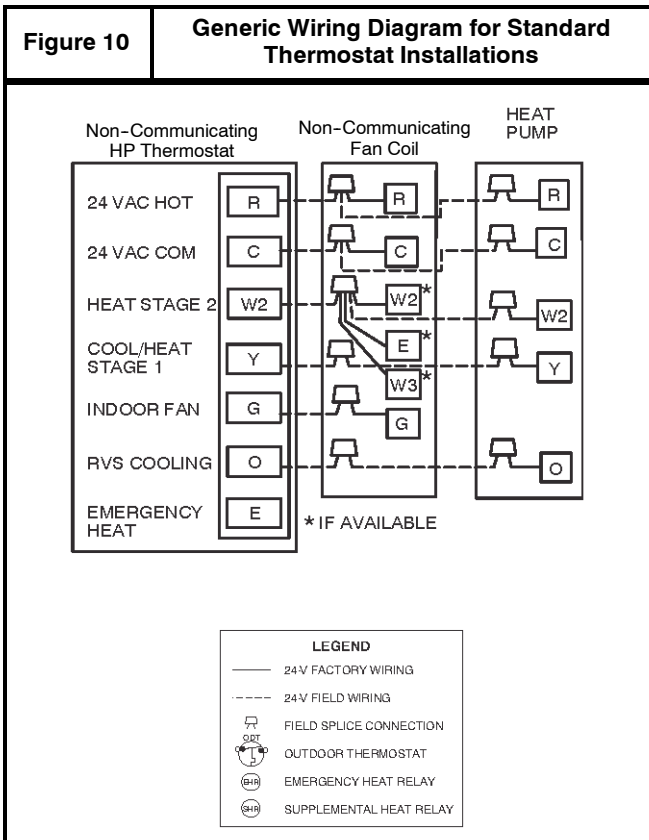 Figure 10
Generic Wiring Diagram for Standard
Thermostat Installations
Non-Communicating
HP Thermostat
Non-Communicating
Fan Coil
HEAT
PUMP
24 VAC HOT
R
R
R
24 VAC COM
C
C
C
HEAT STAGE 2
W2
W2*
W2
E*
COOL/HEAT
STAGE 1
Y
W3*
Y
INDOOR FAN
G
G
RVS COOLING
O
O
EMERGENCY
HEAT
E
* IF AVAILABLE
LEGEND
24-V FACTORY WIRING
24-V FIELD WIRING
FIELD SPLICE CONNECTION
ODT
OUTDOOR THERMOSTAT
EHR
EMERGENCY HEAT RELAY
SHR
SUPPLEMENTAL HEAT RELAY